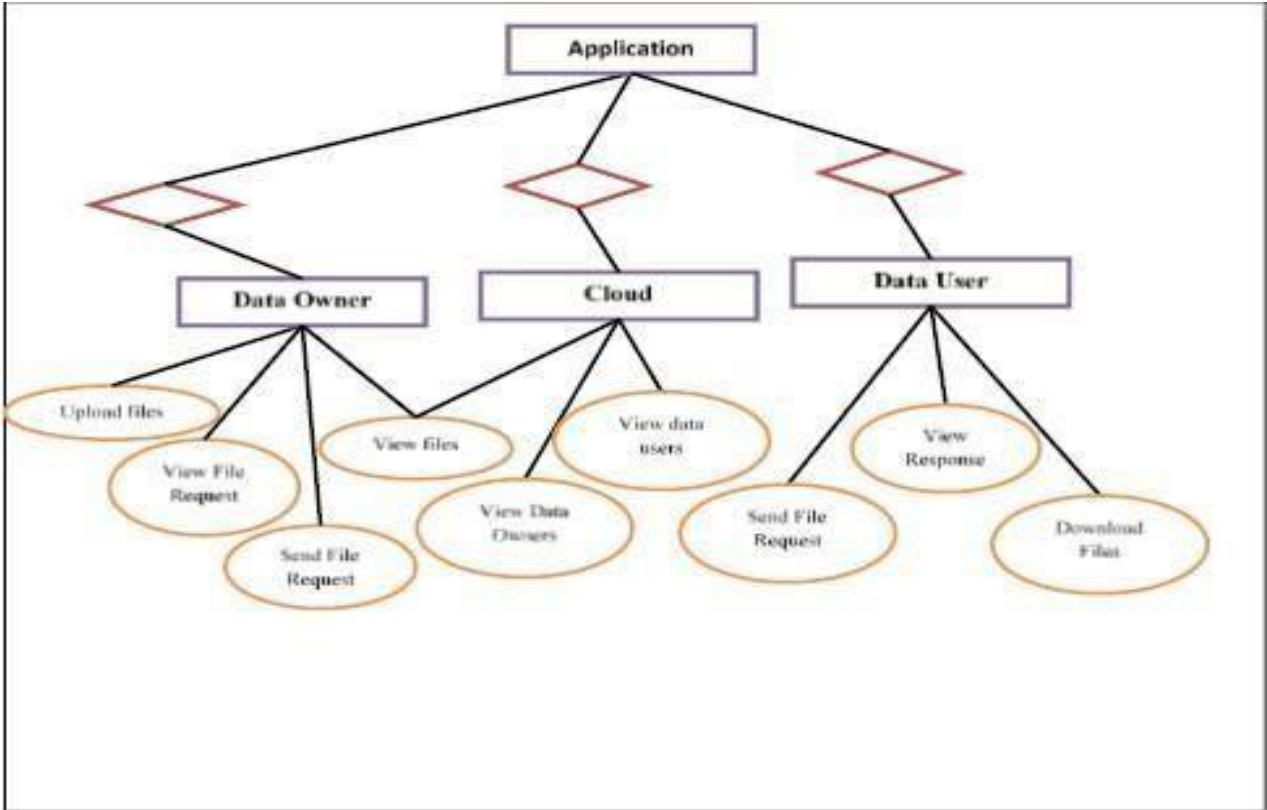 Application
Data Owner
Cloud
Data User
Upload files
View File
Request
Send File
Request
View files
View Data
Owners
View data
users
Send File
Request
View
Response
Download
Files